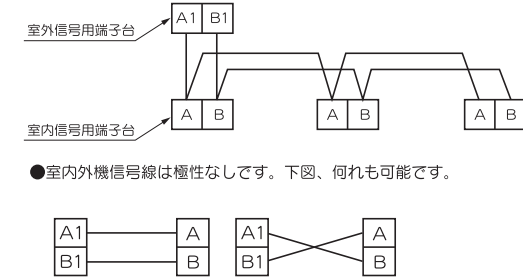 室外信号用端子台
A1 B1
室内信号用端子台
A B A B A B
●室内外機信号線は極性なしです。下図、何れも可能です。
A1 A A1 A
B1 B B1 B